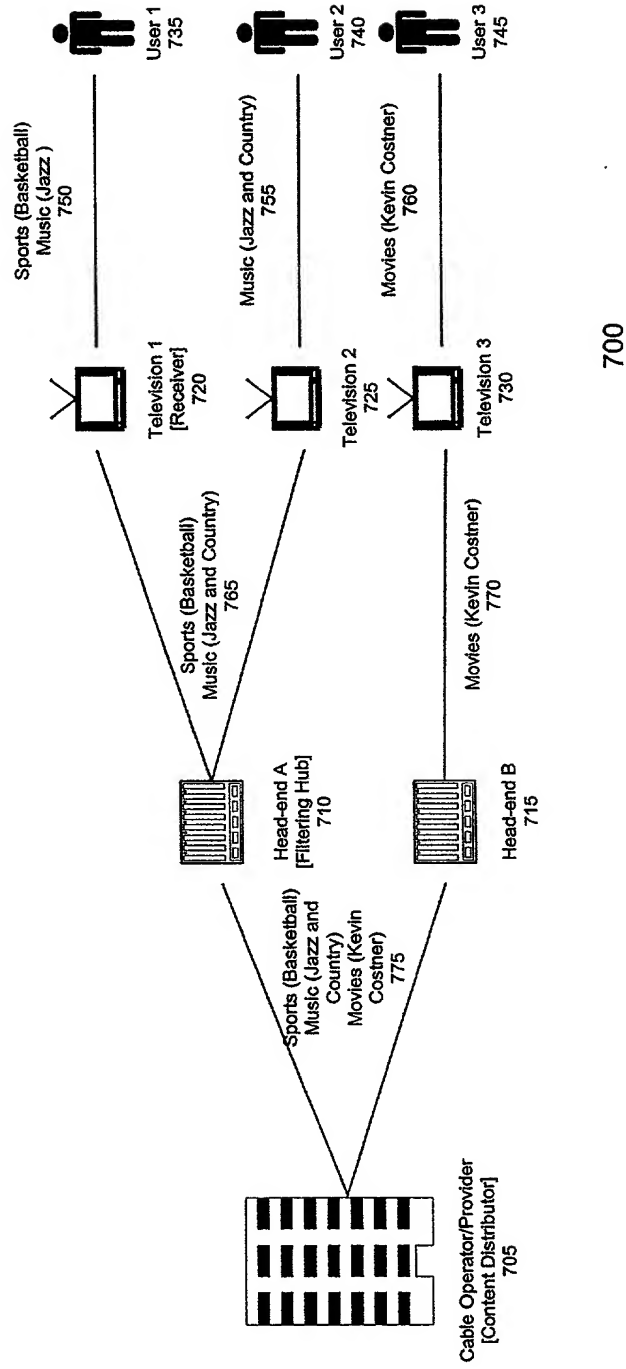 Cable Operator/Provider
[Content Distributor]
705
Sports (Basketball)
Music (Jazz and
Country)
Movies (Kevin
Costner)
775
Head-end A
[Filtering Hub]
710
Head-end B
715
Sports (Basketball)
Music (Jazz and Country)
765
Movies (Kevin Costner)
770
Television 1
[Receiver]
720
Television 2
725
Television 3
730
Sports (Basketball)
Music (Jazz )
750
Music (Jazz and Country)
755
Movies (Kevin Costner)
760
User 1
735
User 2
740
User 3
745
700